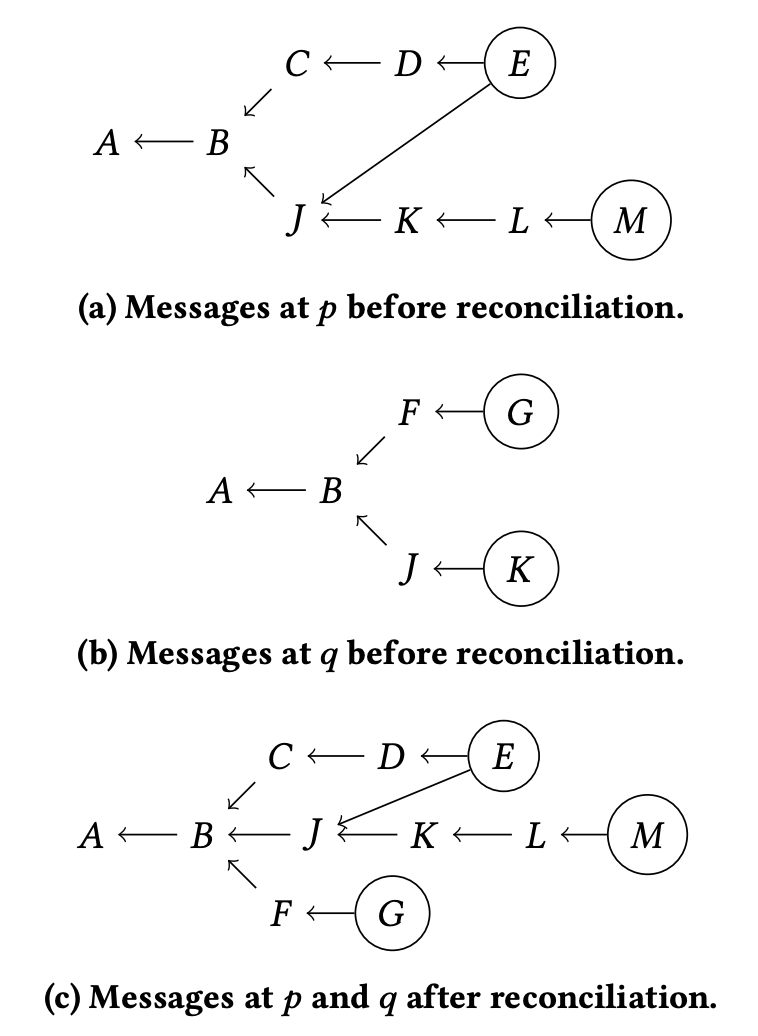 C D E
A B
J K L M
(a) Messages at p before reconciliation.
F G
A B
J K
(b) Messages at q before reconciliation.
C D E
A B J K L M
F G
(c) Messages at p and q after reconciliation.